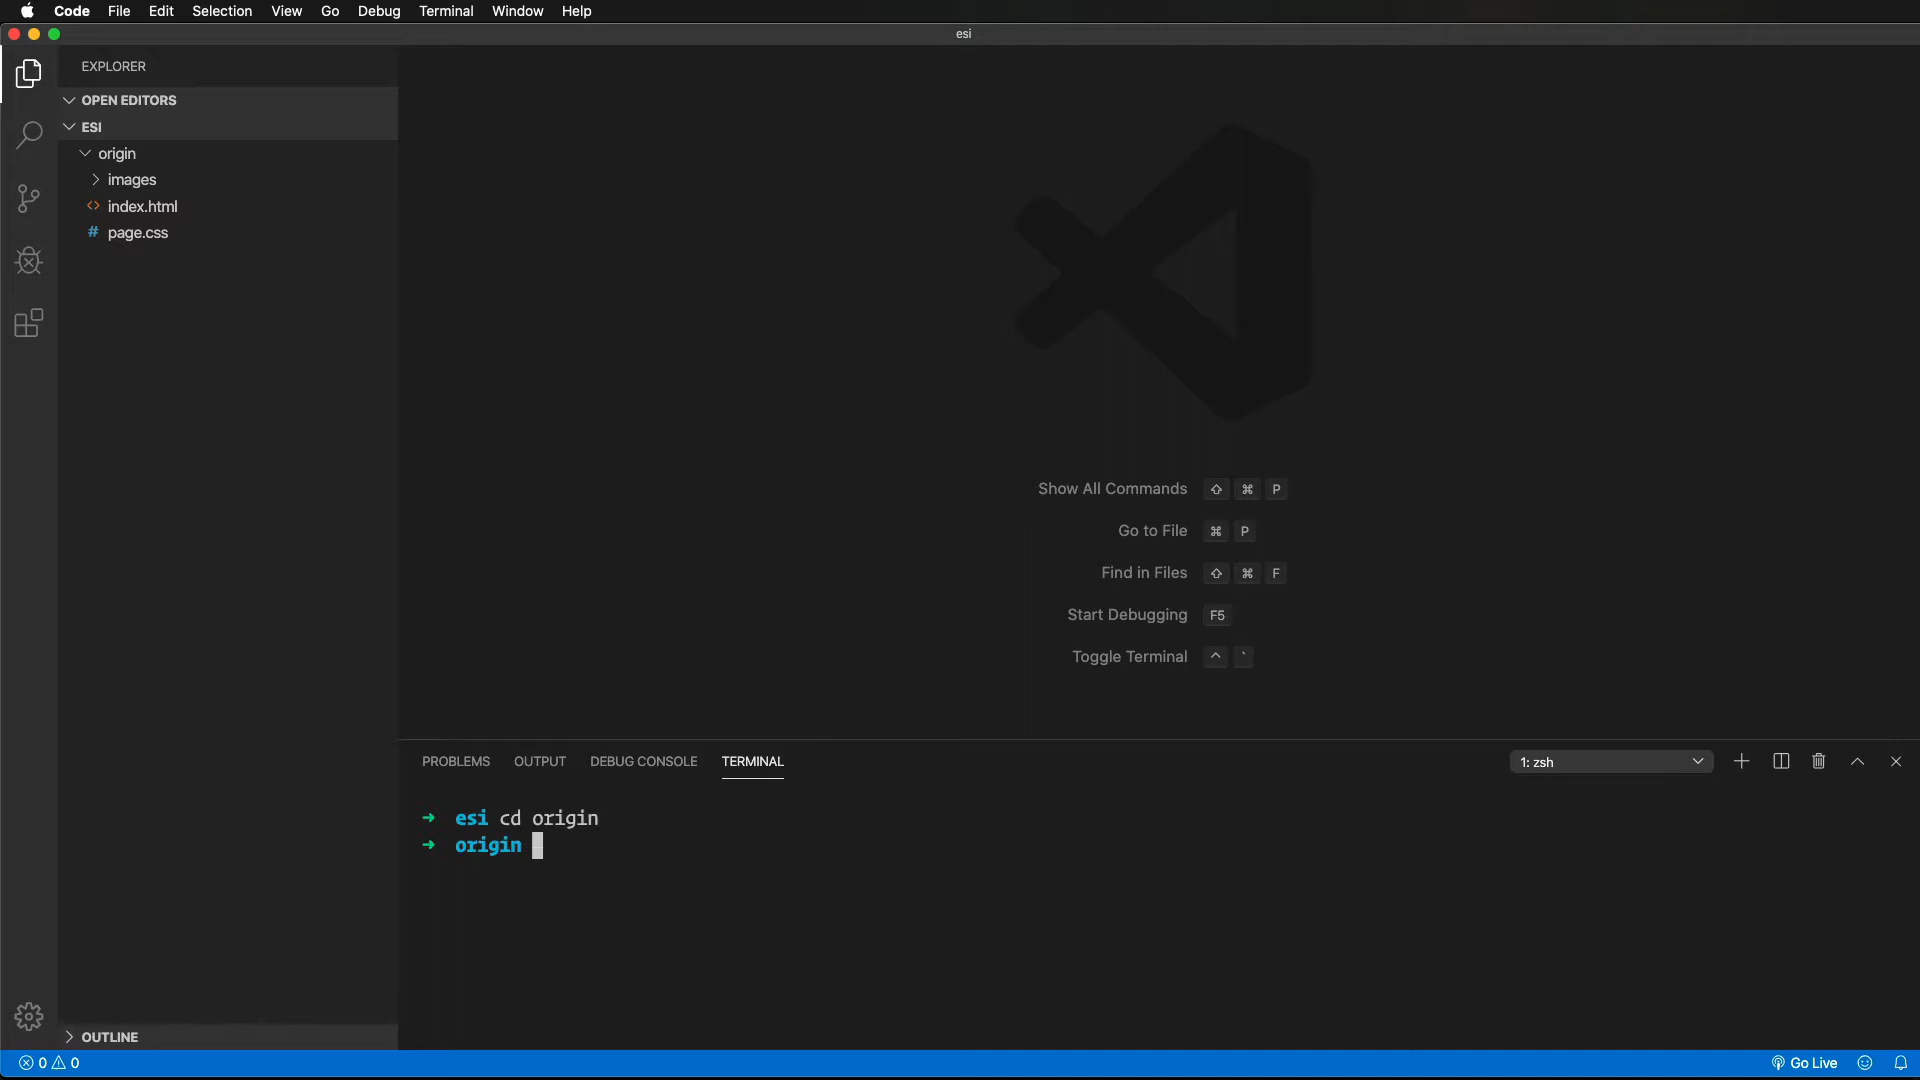 Code File Edit Selection View Go Debug Terminal Window Help
esi
EXPLORER
OPEN EDITORS
ESI
origin
images
<> index.html
# page.css
Show All Commands ⇧ ⌘ P
Go to File ⌘ P
Find in Files ⇧ ⌘ F
Start Debugging F5
Toggle Terminal ^ `
PROBLEMS OUTPUT DEBUG CONSOLE TERMINAL 1: zsh
➜ esi cd origin
➜ origin
OUTLINE
0 0 Go Live